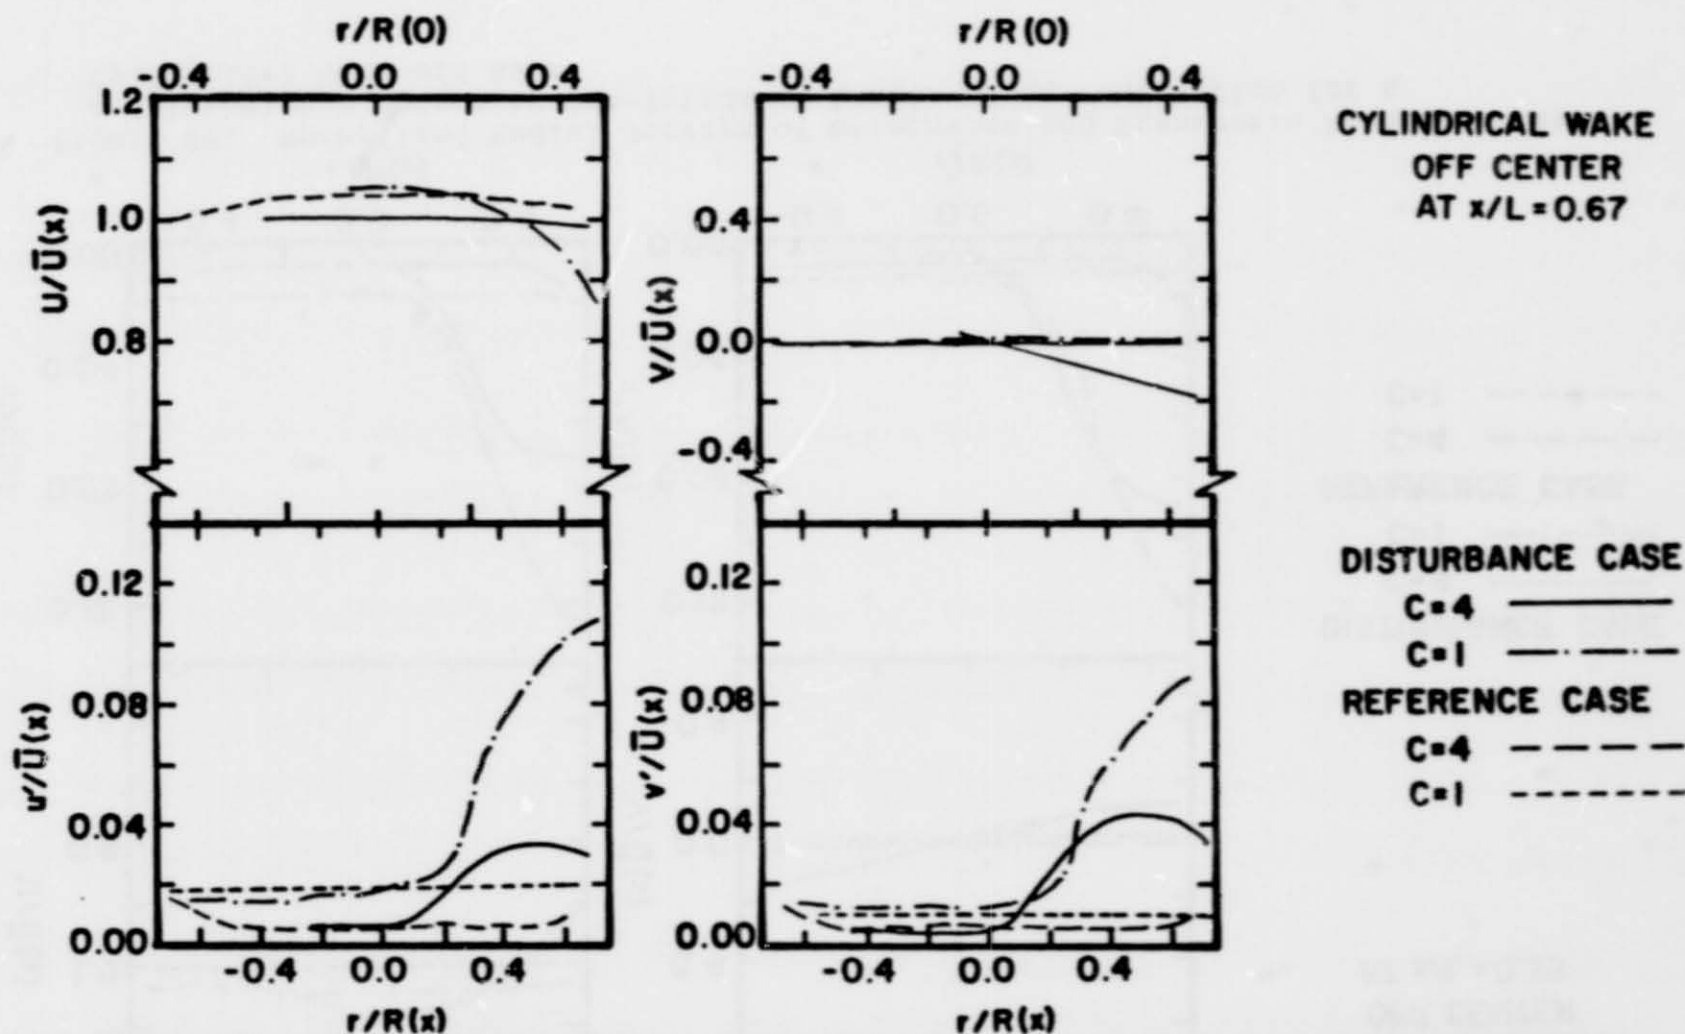 r/R(0)
-0.4 0.0 0.4
1.2
1.0
0.8
U/Ū(x)
r/R(0)
-0.4 0.0 0.4
0.4
0.0
-0.4
V/Ū(x)
CYLINDRICAL WAKE
OFF CENTER
AT x/L=0.67
0.12
0.08
0.04
0.00
u'/Ū(x)
-0.4 0.0 0.4
r/R(x)
0.12
0.08
0.04
0.00
v'/Ū(x)
-0.4 0.0 0.4
r/R(x)
DISTURBANCE CASE
C=4
C=1
REFERENCE CASE
C=4
C=1